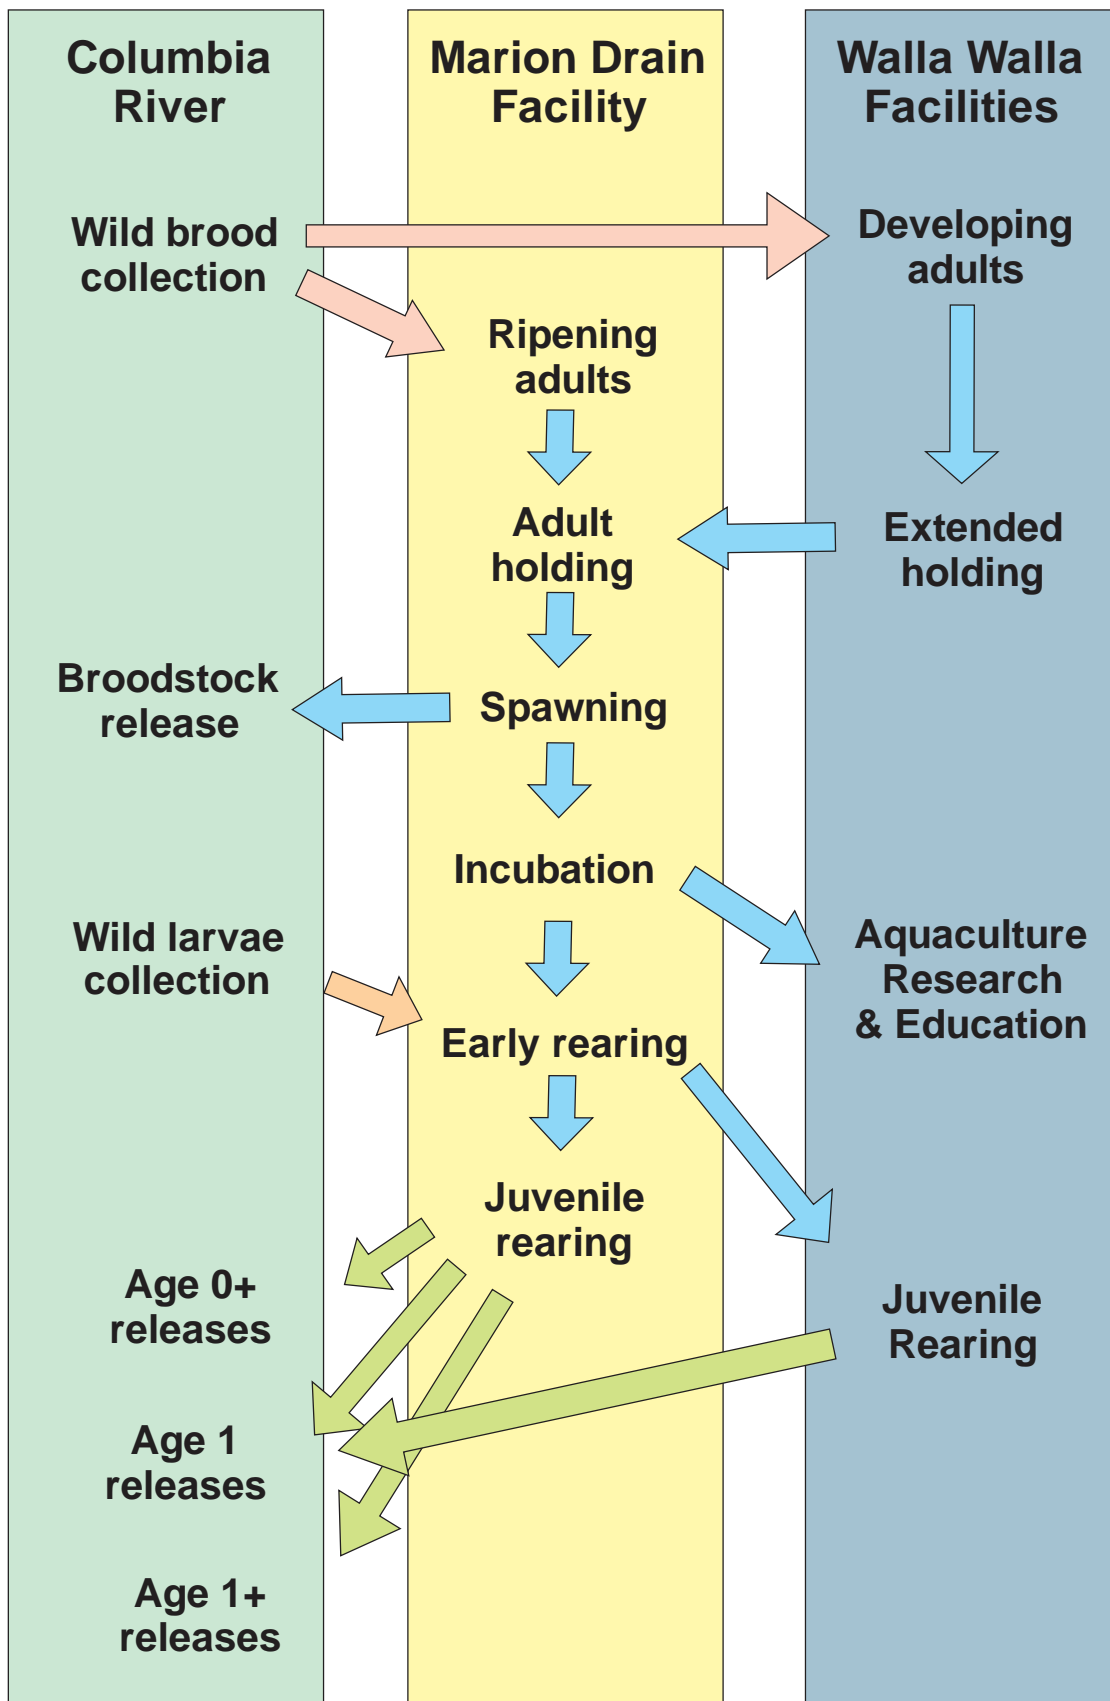 Columbia
River
Marion Drain
Facility
Walla Walla
Facilities
Wild brood
collection
Developing
adults
Ripening
adults
Adult
holding
Extended
holding
Broodstock
release
Spawning
Incubation
Wild larvae
collection
Aquaculture
Research
& Education
Early rearing
Juvenile
rearing
Age 0+
releases
Juvenile
Rearing
Age 1
releases
Age 1+
releases